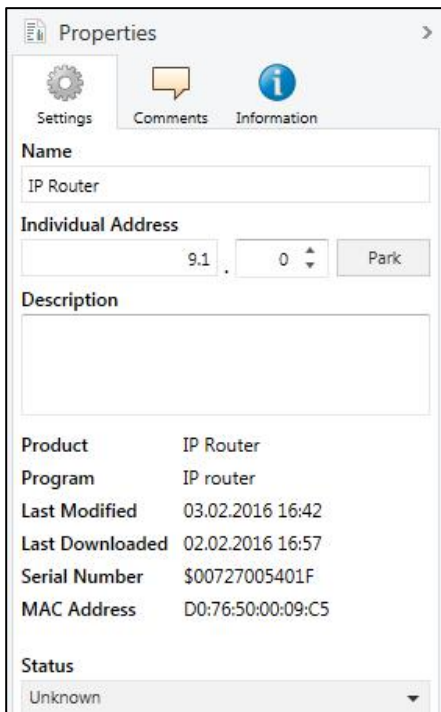 Properties
Settings Comments Information
Name
IP Router
Individual Address
9.1 . 0 Park
Description
Product IP Router
Program IP router
Last Modified 03.02.2016 16:42
Last Downloaded 02.02.2016 16:57
Serial Number $00727005401F
MAC Address D0:76:50:00:09:C5
Status
Unknown